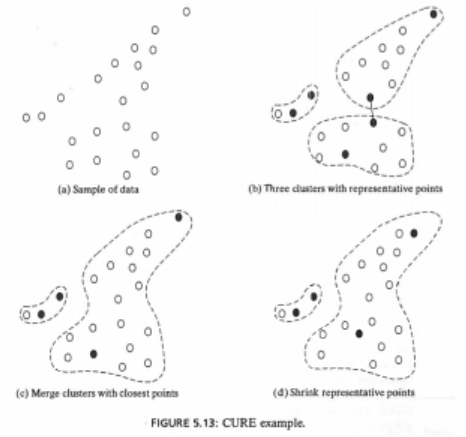 (a) Sample of data
(b) Three clusters with representative points
(c) Merge clusters with closest points
(d) Shrink representative points
FIGURE 5.13: CURE example.